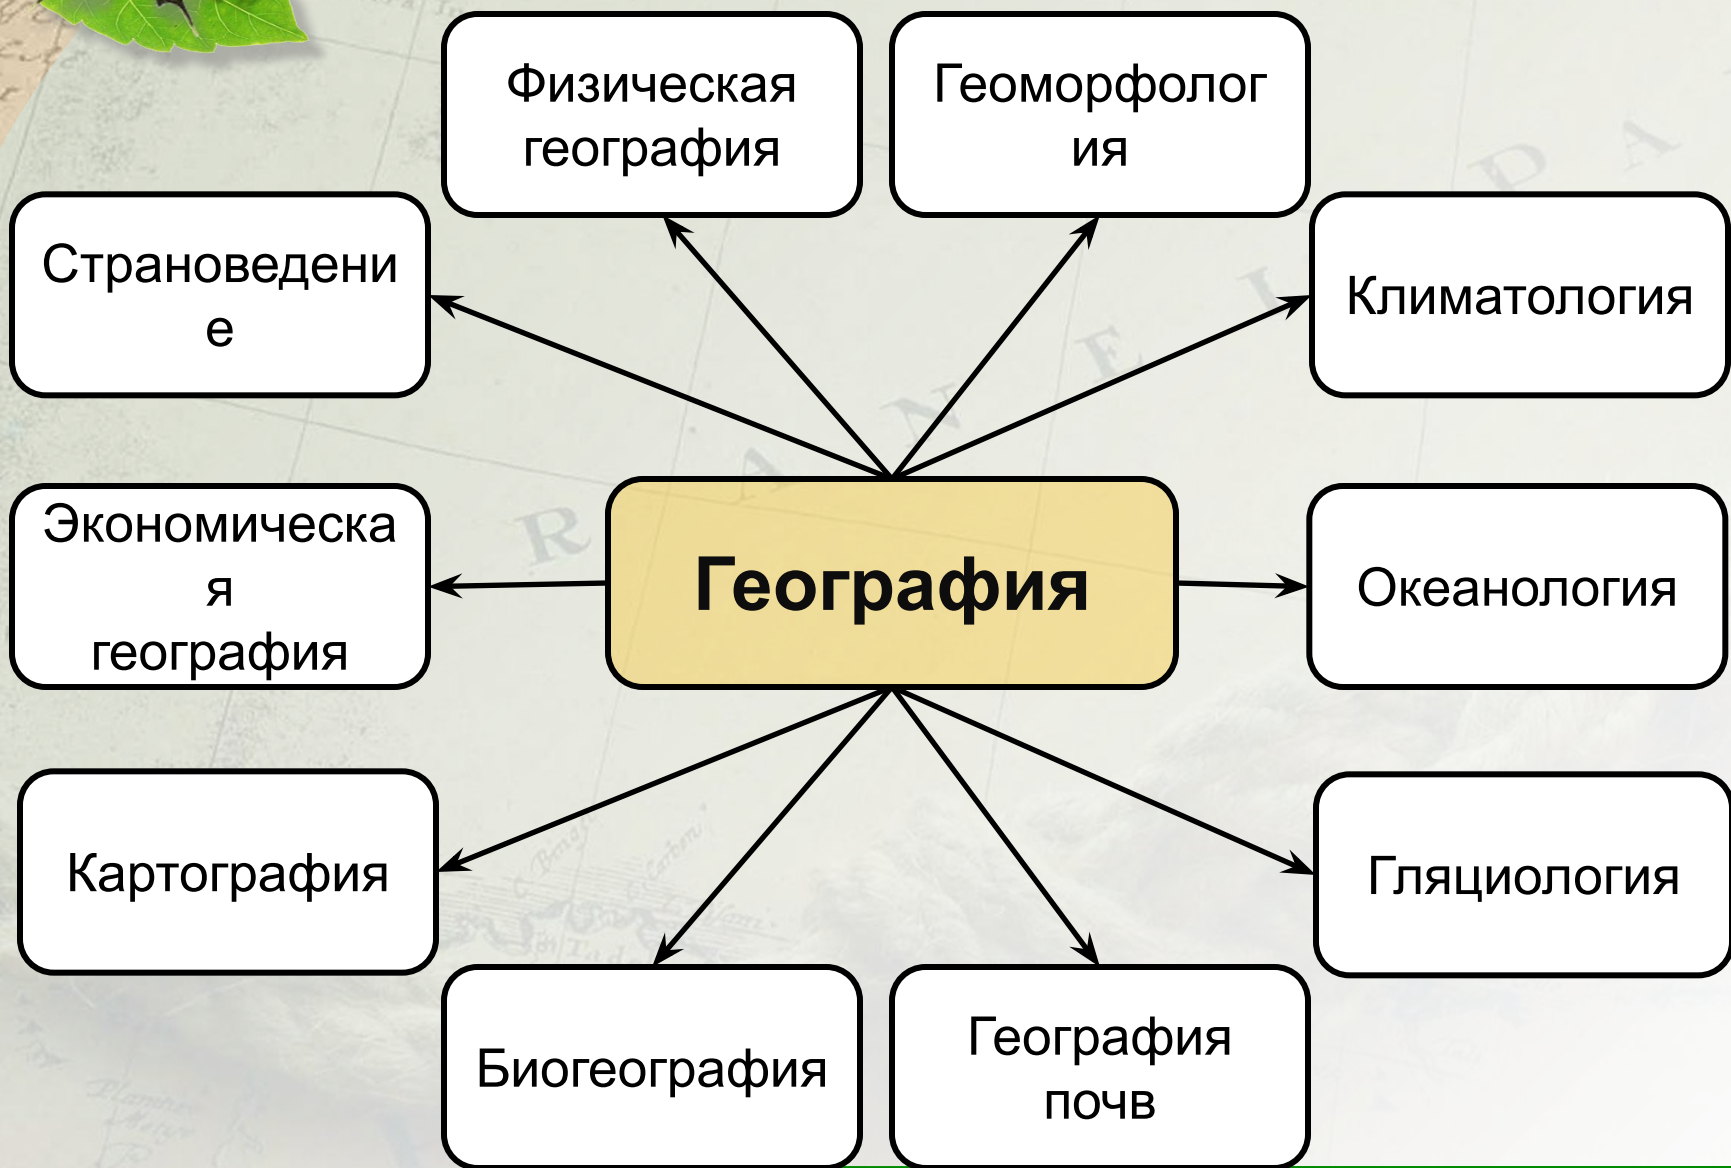 Физическая
география
Геоморфолог
ия
Страноведени
е
Климатология
Экономическа
я
география
География
Океанология
Картография
Гляциология
Биогеография
География
почв